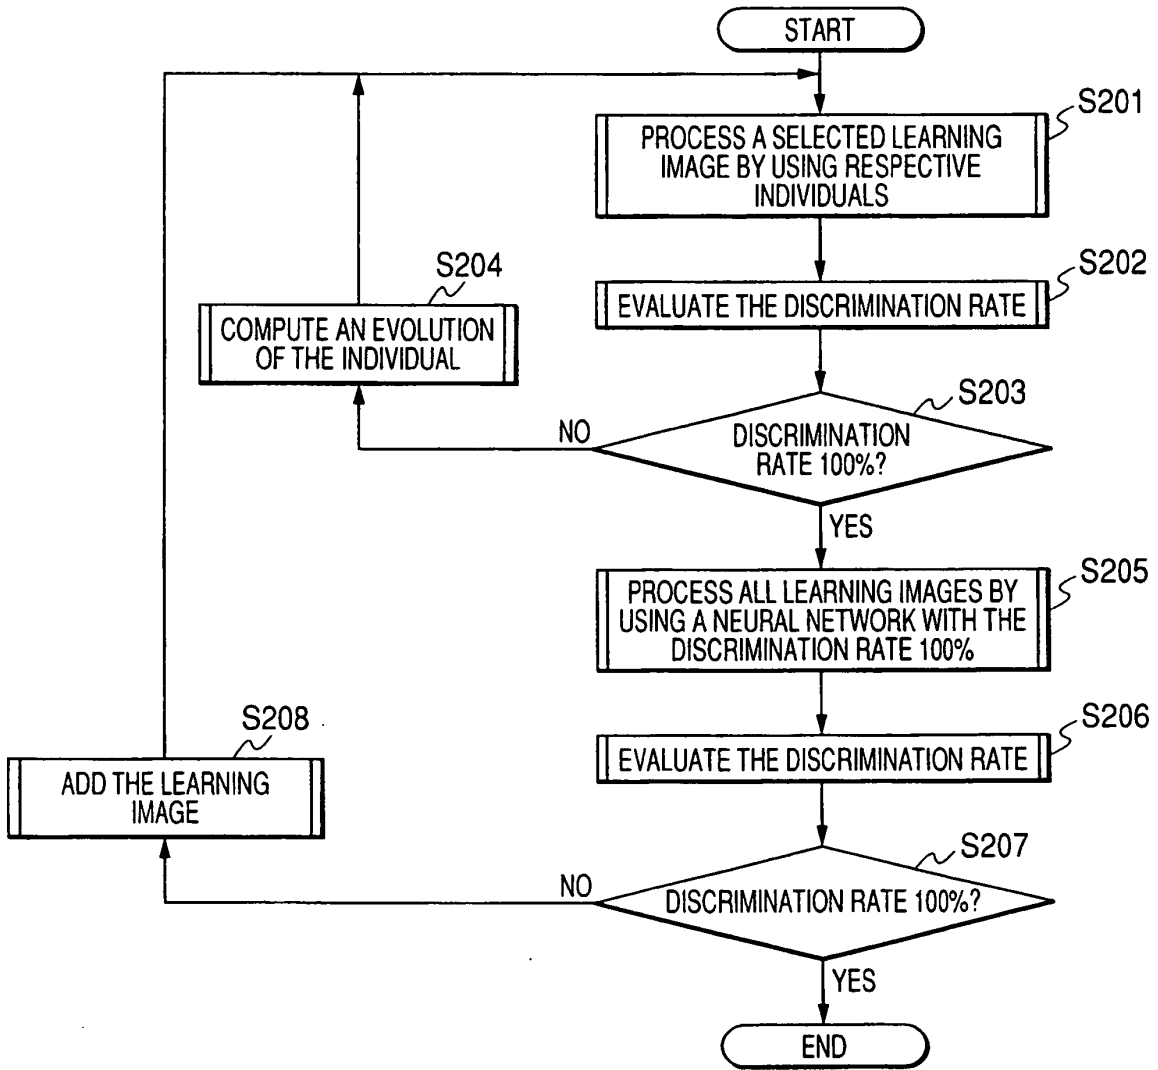 START
S201
PROCESS A SELECTED LEARNING
IMAGE BY USING RESPECTIVE
INDIVIDUALS
S202
EVALUATE THE DISCRIMINATION RATE
S204
COMPUTE AN EVOLUTION
OF THE INDIVIDUAL
S203
DISCRIMINATION
RATE 100%?
NO
YES
S205
PROCESS ALL LEARNING IMAGES BY
USING A NEURAL NETWORK WITH THE
DISCRIMINATION RATE 100%
S206
EVALUATE THE DISCRIMINATION RATE
S208
ADD THE LEARNING
IMAGE
S207
DISCRIMINATION RATE 100%?
NO
YES
END